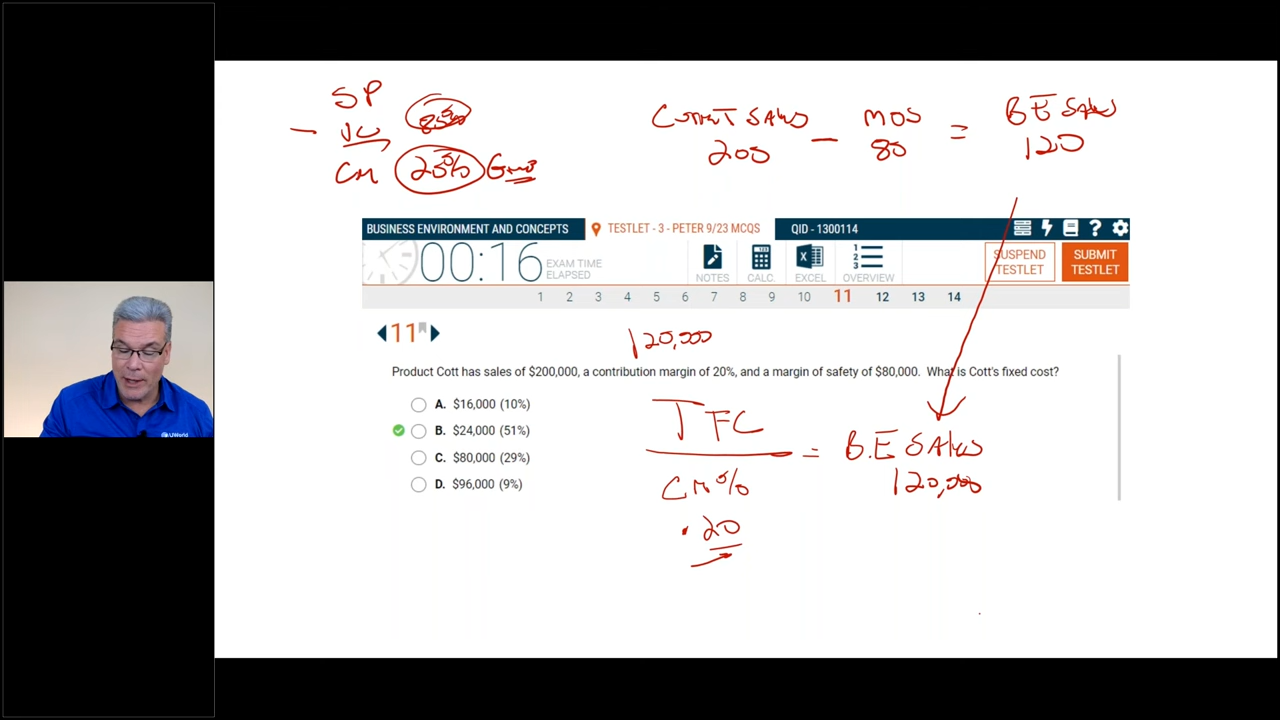 SP
- VC 80%
CM 20% Given
CURRENT SALES - MOS = BE SALES
200 80 120
BUSINESS ENVIRONMENT AND CONCEPTS TESTLET - 3 - PETER 9/23 MCQS QID - 1300114
00:16 EXAM TIME ELAPSED NOTES CALC. EXCEL OVERVIEW SUSPEND TESTLET SUBMIT TESTLET
1 2 3 4 5 6 7 8 9 10 11 12 13 14
11
120,000
Product Cott has sales of $200,000, a contribution margin of 20%, and a margin of safety of $80,000. What is Cott's fixed cost?
A. $16,000 (10%)
B. $24,000 (51%)
C. $80,000 (29%)
D. $96,000 (9%)
TFC
= B.E SALES
CM% 120,000
.20
UWorld